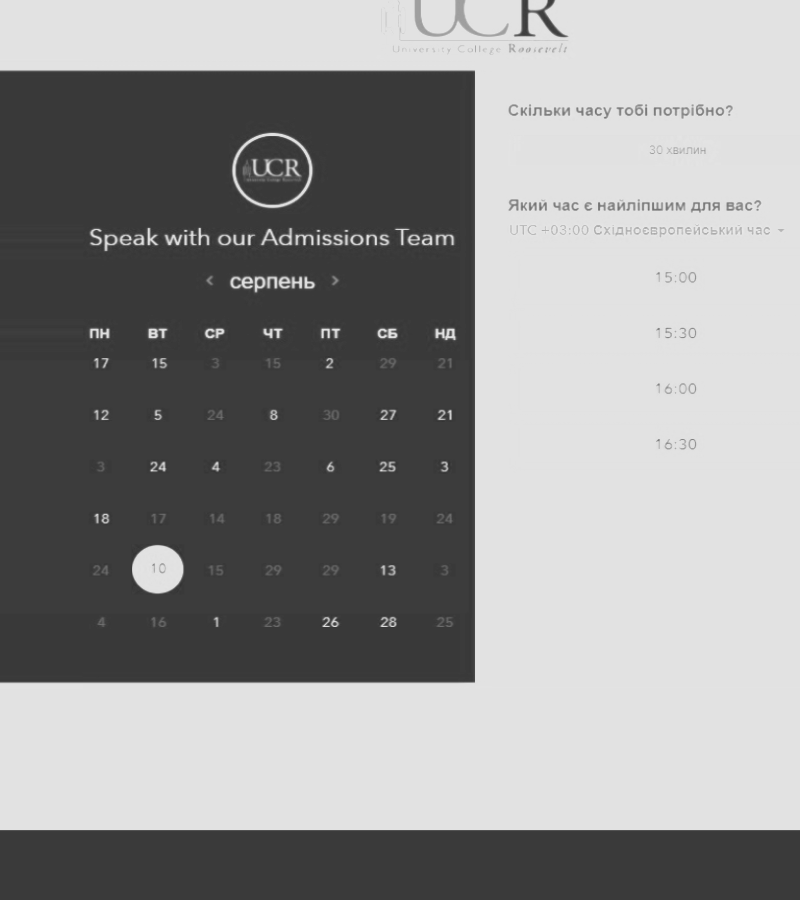 UCR
University College Roosevelt
UCR
Speak with our Admissions Team
< серпень >
ПН ВТ СР ЧТ ПТ СБ НД
17 15 3 15 2 29 21
12 5 24 8 30 27 21
3 24 4 23 6 25 3
18 17 14 18 29 19 24
24 10 15 29 29 13 3
4 16 1 23 26 28 25
Скільки часу тобі потрібно?
30 хвилин
Який час є найліпшим для вас?
UTC +03:00 Східноєвропейський час
15:00
15:30
16:00
16:30